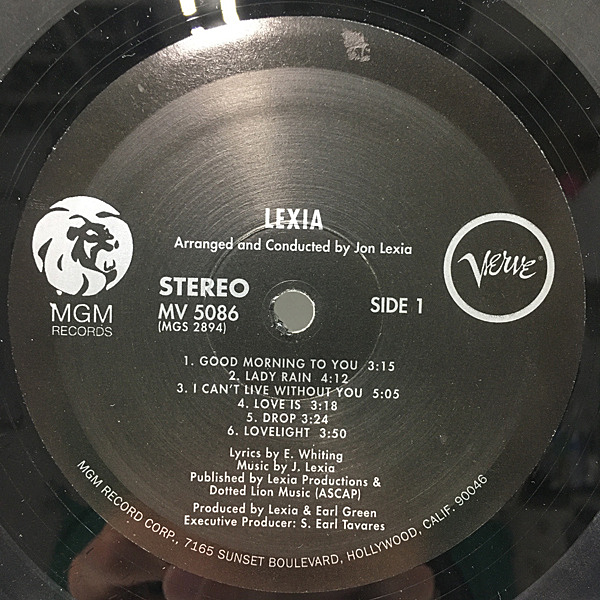 LEXIA
Arranged and Conducted by Jon Lexia
MGM
RECORDS
STEREO
MV 5086
(MGS 2894)
SIDE 1
Verve®
1. GOOD MORNING TO YOU 3:15
2. LADY RAIN 4:12
3. I CAN'T LIVE WITHOUT YOU 5:05
4. LOVE IS 3:18
5. DROP 3:24
6. LOVELIGHT 3:50
Lyrics by E. Whiting
Music by J. Lexia
Published by Lexia Productions &
Dotted Lion Music (ASCAP)
Produced by Lexia & Earl Green
Executive Producer: S. Earl Tavares
MGM RECORD CORP., 7165 SUNSET BOULEVARD, HOLLYWOOD, CALIF. 90046